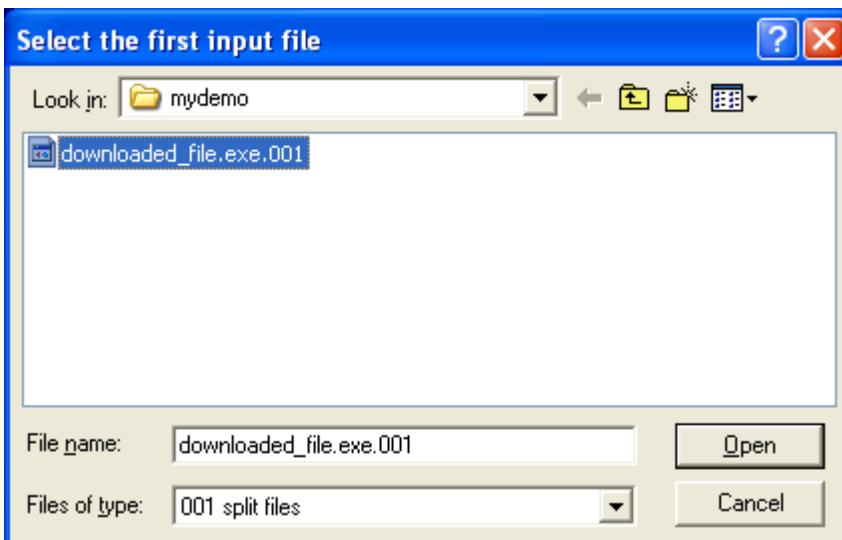 Select the first input file
Look in: mydemo
downloaded_file.exe.001
File name: downloaded_file.exe.001 Open
Files of type: 001 split files Cancel